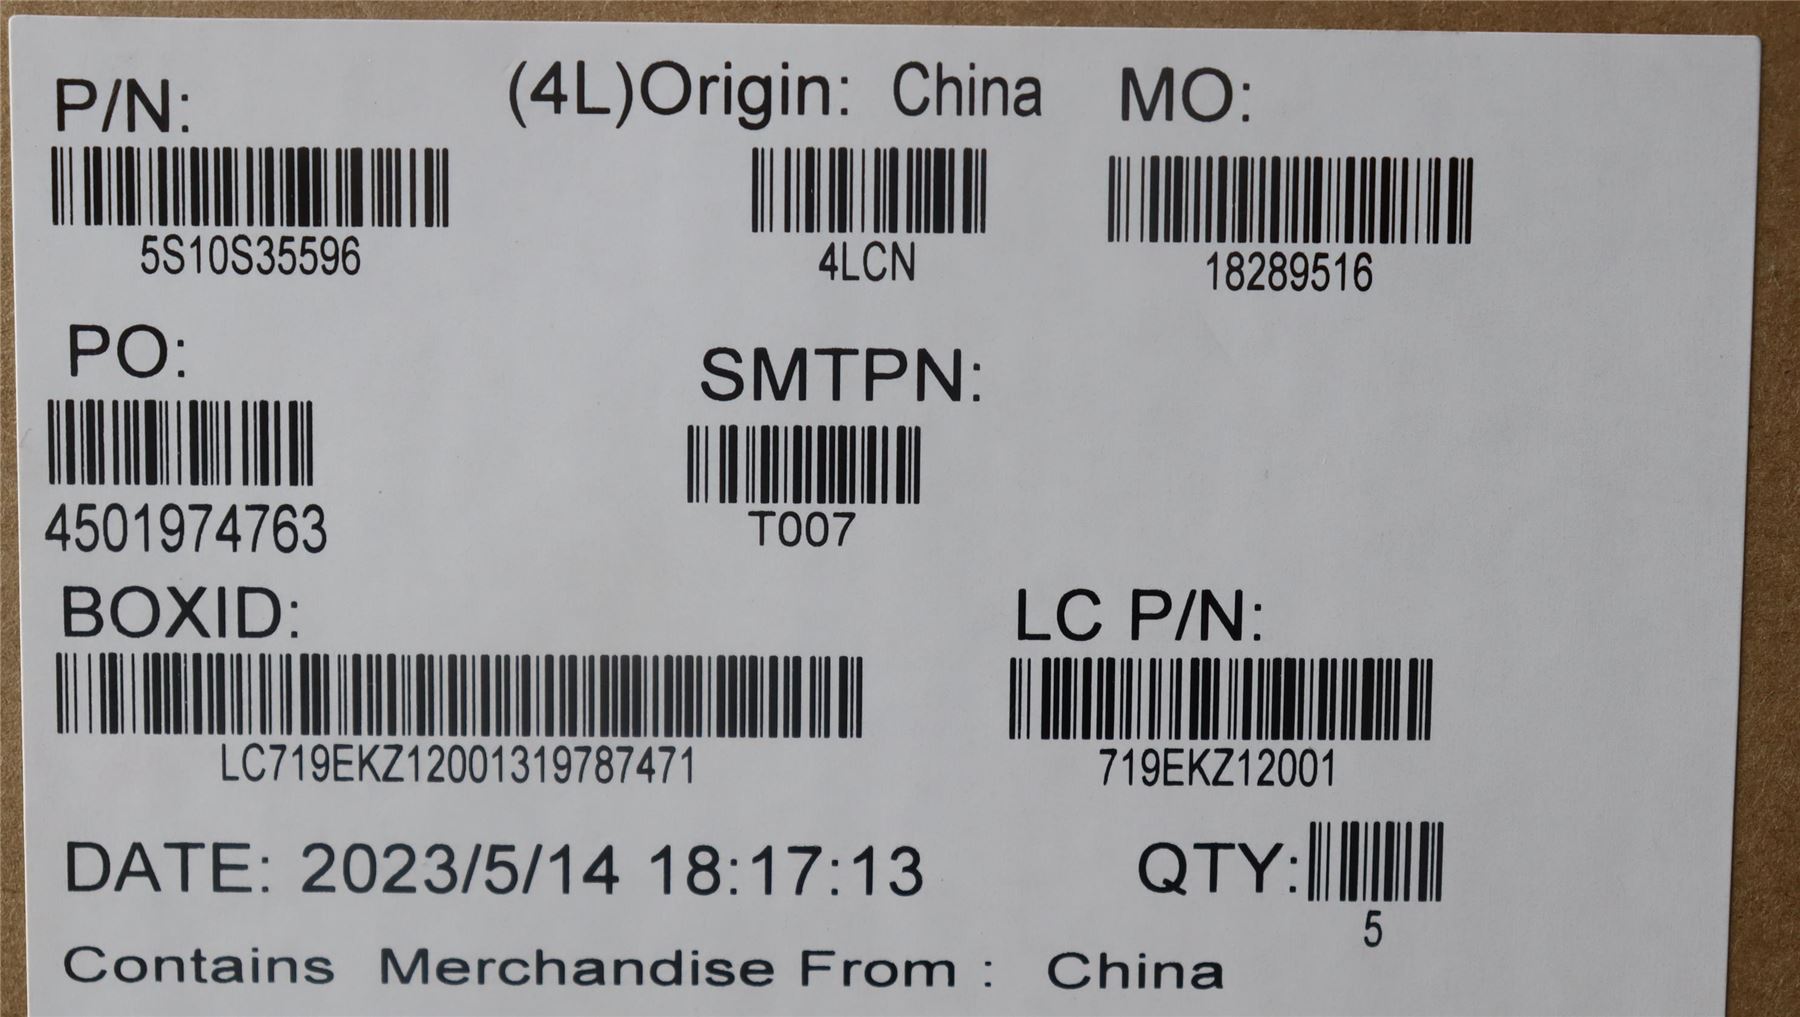 P/N: (4L)Origin: China MO:
5S10S35596 4LCN 18289516
PO: SMTPN:
4501974763 T007
BOXID: LC P/N:
LC719EKZ12001319787471 719EKZ12001
DATE: 2023/5/14 18:17:13 QTY:
5
Contains Merchandise From : China